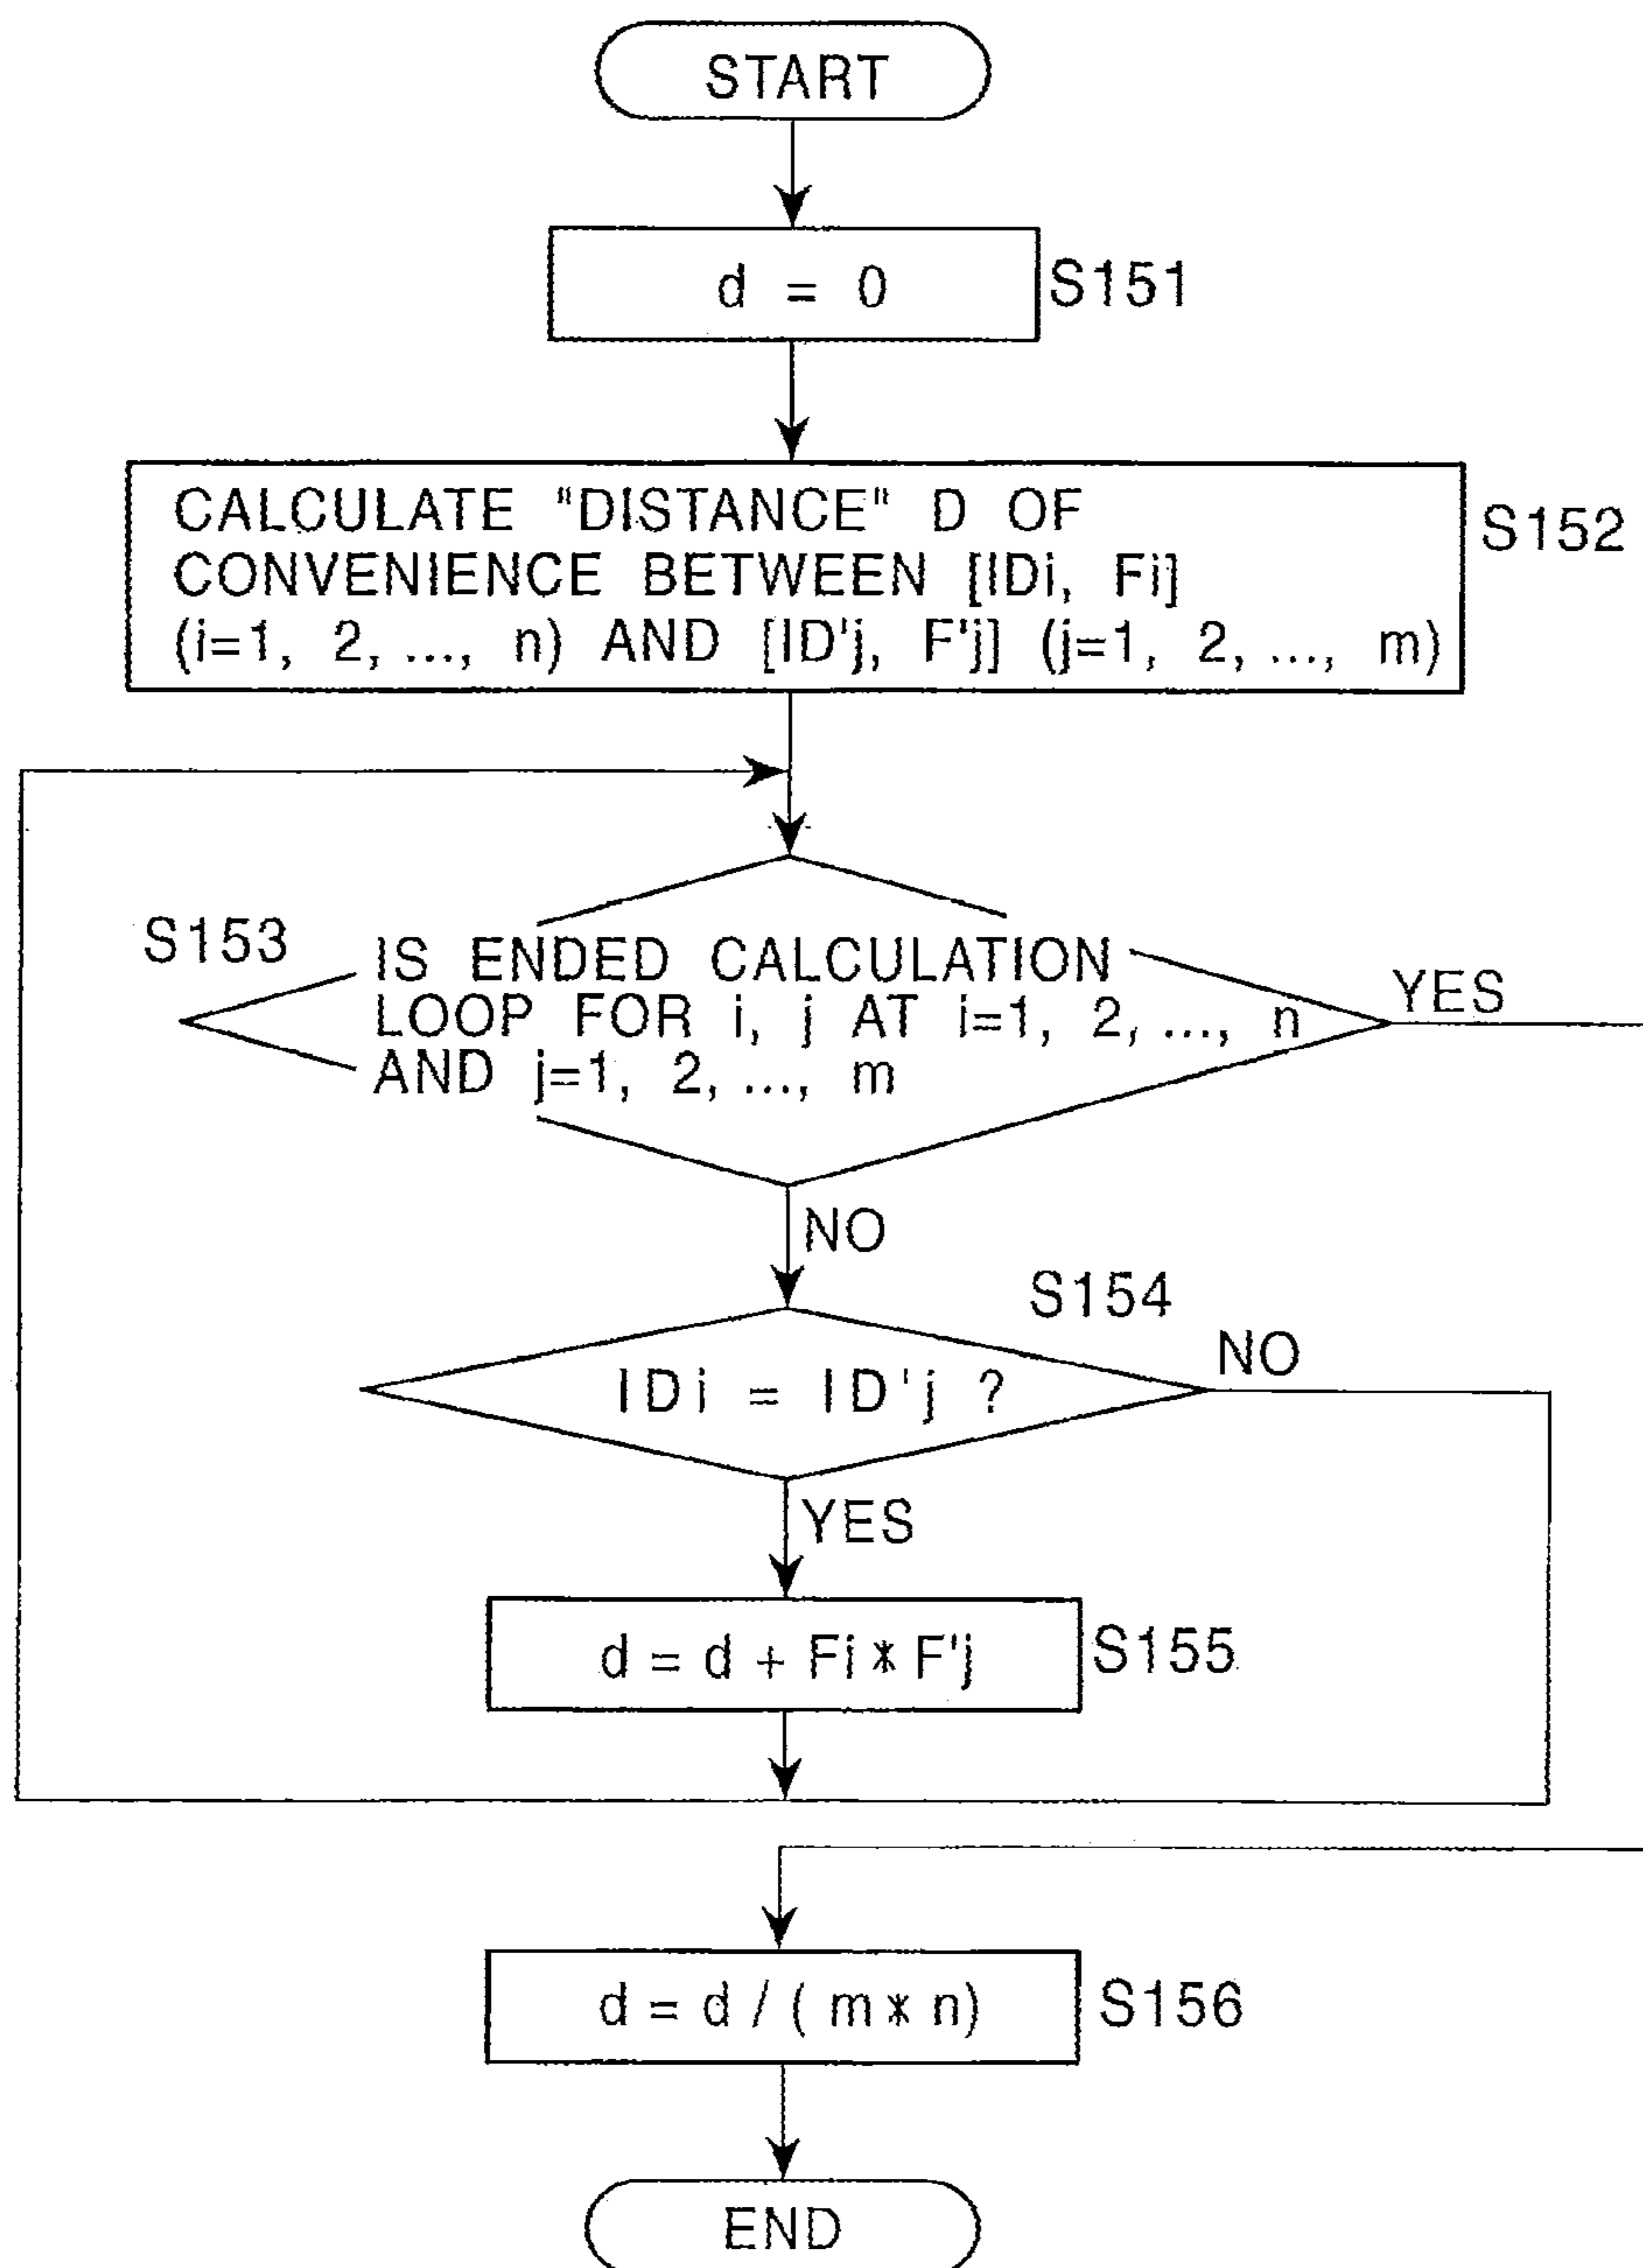 START
d = 0
S151
CALCULATE "DISTANCE" D OF
CONVENIENCE BETWEEN [IDi, Fi]
(i=1, 2, ..., n) AND [ID'j, F'j] (j=1, 2, ..., m)
S152
S153
IS ENDED CALCULATION
LOOP FOR i, j AT i=1, 2, ..., n
AND j=1, 2, ..., m
YES
NO
S154
IDi = ID'j ?
NO
YES
d = d + Fi * F'j
S155
d = d / ( m * n)
S156
END